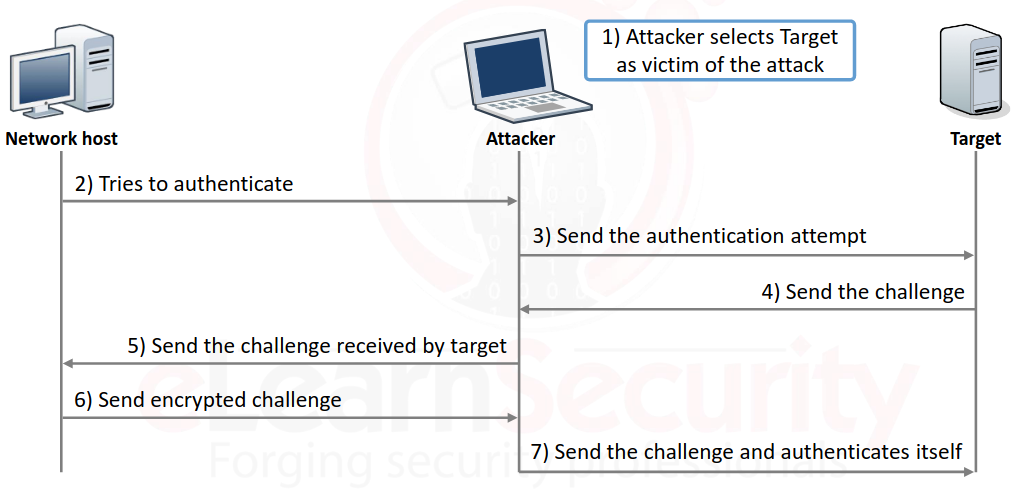 1) Attacker selects Target
as victim of the attack
Network host
Attacker
Target
2) Tries to authenticate
3) Send the authentication attempt
4) Send the challenge
5) Send the challenge received by target
6) Send encrypted challenge
7) Send the challenge and authenticates itself
eLearnSecurity
Forging security professionals